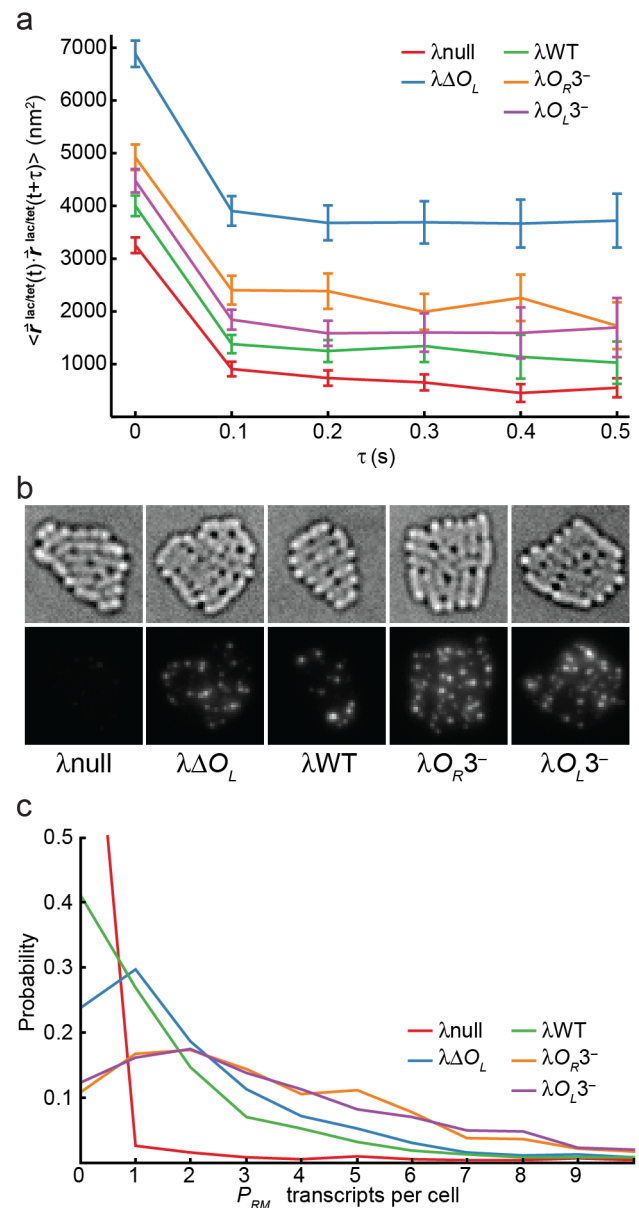 a
7000
6000
5000
4000
3000
2000
1000
<r⃗ lac/tet(t)·r⃗ lac/tet(t+τ)> (nm²)
λnull
λΔO_L
λWT
λO_R3⁻
λO_L3⁻
0 0.1 0.2 0.3 0.4 0.5
τ (s)
b
λnull λΔO_L λWT λO_R3⁻ λO_L3⁻
c
0.5
0.4
0.3
0.2
0.1
Probability
λnull
λΔO_L
λWT
λO_R3⁻
λO_L3⁻
0 1 2 3 4 5 6 7 8 9
P_RM transcripts per cell